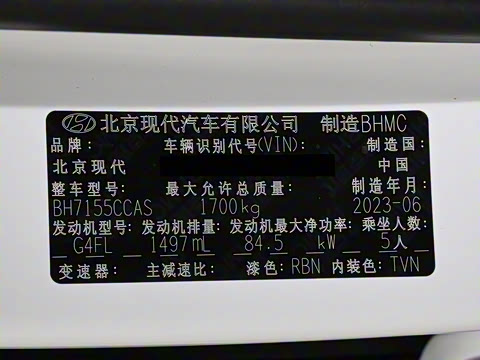 北京现代汽车有限公司 制造BHMC
品牌: 车辆识别代号(VIN): 制造国:
北京现代 中国
整车型号: 最大允许总质量: 制造年月:
BH7155CCAS 1700kg 2023-06
发动机型号: 发动机排量: 发动机最大净功率: 乘坐人数:
G4FL 1497mL 84.5 kW 5人
变速器: 主减速比: 漆色: RBN 内装色: TVN